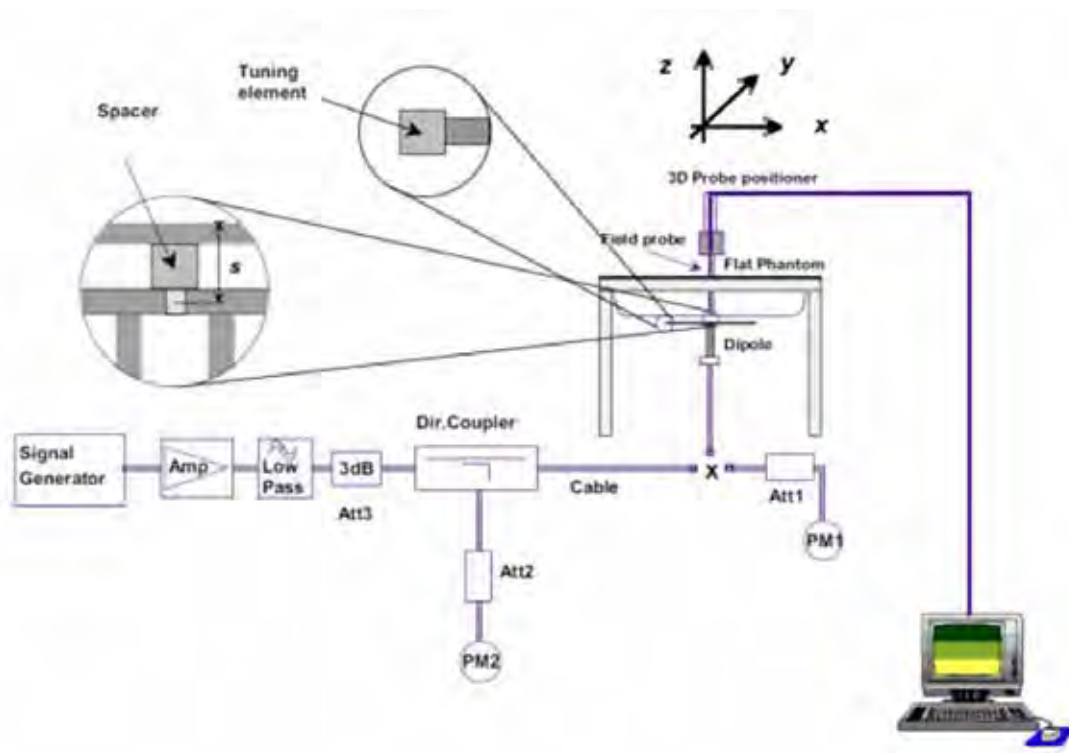 Tuning
element
Spacer
z
y
x
3D Probe positioner
Field probe
Flat Phantom
s
Dipole
Dir.Coupler
Signal
Generator
Amp
Low
Pass
3dB
Att3
Cable
X
Att1
PM1
Att2
PM2